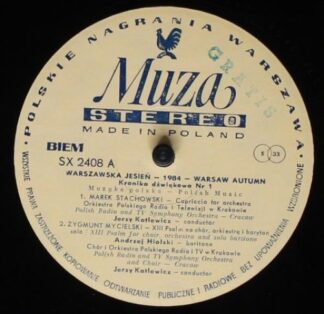 POLSKIE NAGRANIA WARSZAWA
GRATIS
Muza
STEREO
MADE IN POLAND
BIEM
SX 2408 A
S 33
WARSZAWSKA JESIEŃ — 1984 — WARSAW AUTUMN
Kronika dźwiękowa Nr 1
Muzyka polska — Polish Music
1. MAREK STACHOWSKI — Capriccio for orchestra
Orkiestra Polskiego Radia i Telewizji w Krakowie
Polish Radio and TV Symphony Orchestra — Cracow
Jerzy Katlewicz — conductor
2. ZYGMUNT MYCIELSKI — XIII Psalm na chór, orkiestrę i baryton
solo / XIII Psalm for choir, orchestra and solo baritone
Andrzej Hiolski — baritone
Chór i Orkiestra Polskiego Radia i TV w Krakowie
Polish Radio and TV Symphony Orchestra
and Choir — Cracow
Jerzy Katlewicz — conductor
WSZELKIE PRAWA ZASTRZEŻONE KOPIOWANIE ODTWARZANIE PUBLICZNE I RADIOWE BEZ UPOWAŻNIENIA WZBRONIONE